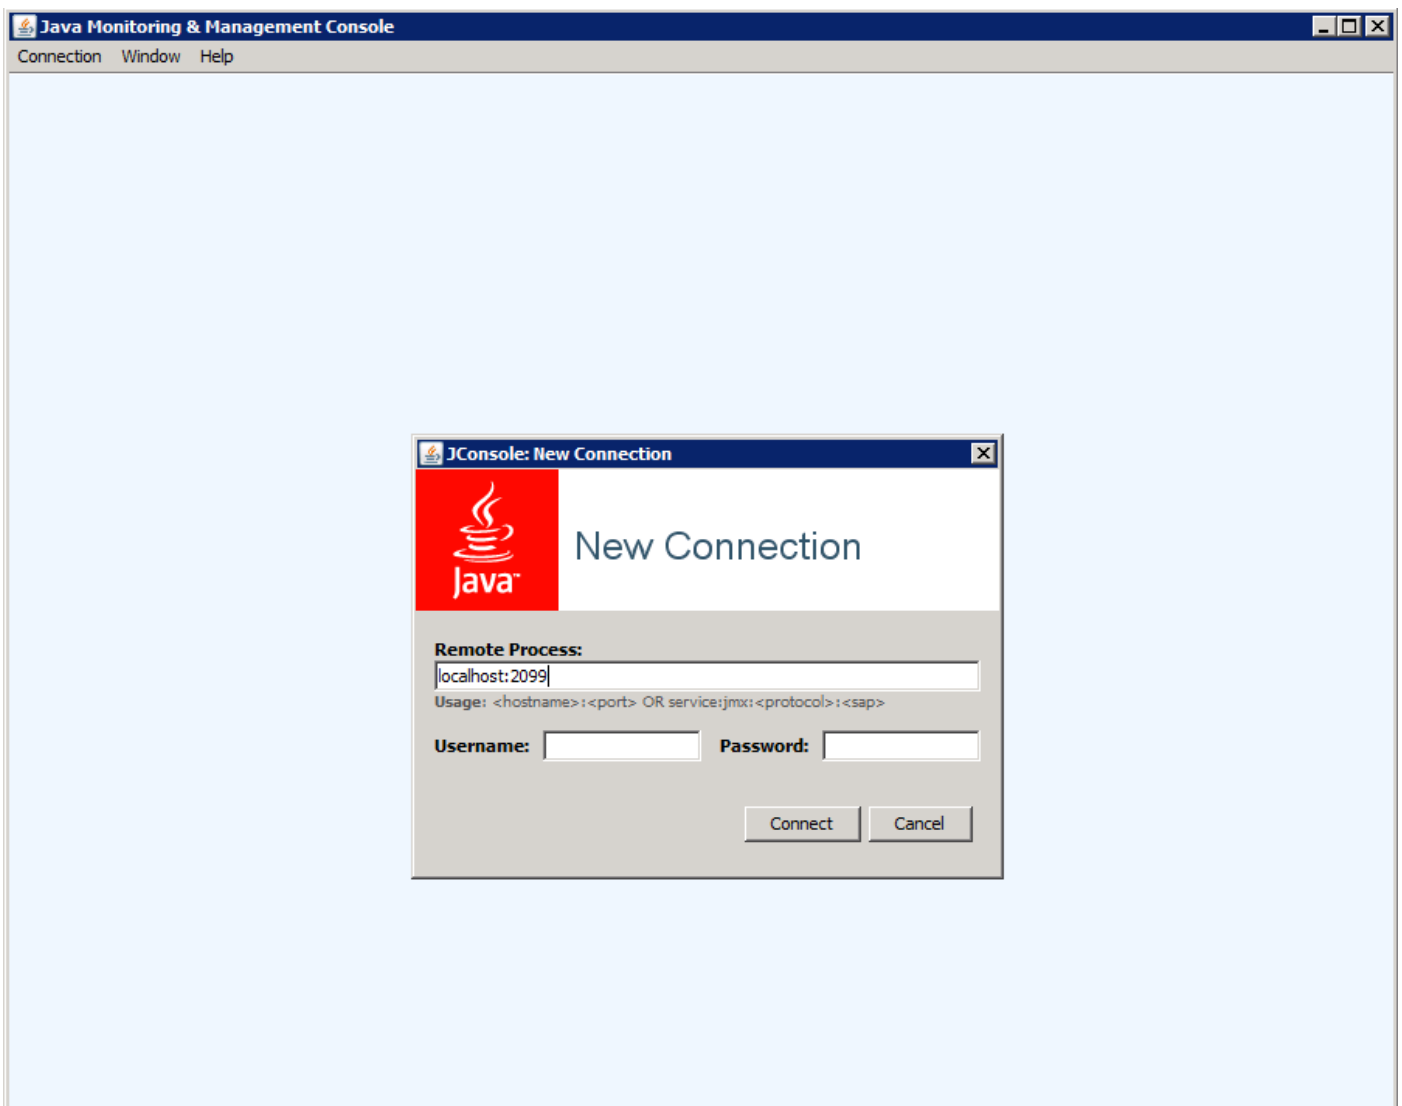 Java Monitoring & Management Console
Connection Window Help
JConsole: New Connection
Java™
New Connection
Remote Process:
localhost:2099
Usage: <hostname>:<port> OR service:jmx:<protocol>:<sap>
Username: Password:
Connect Cancel